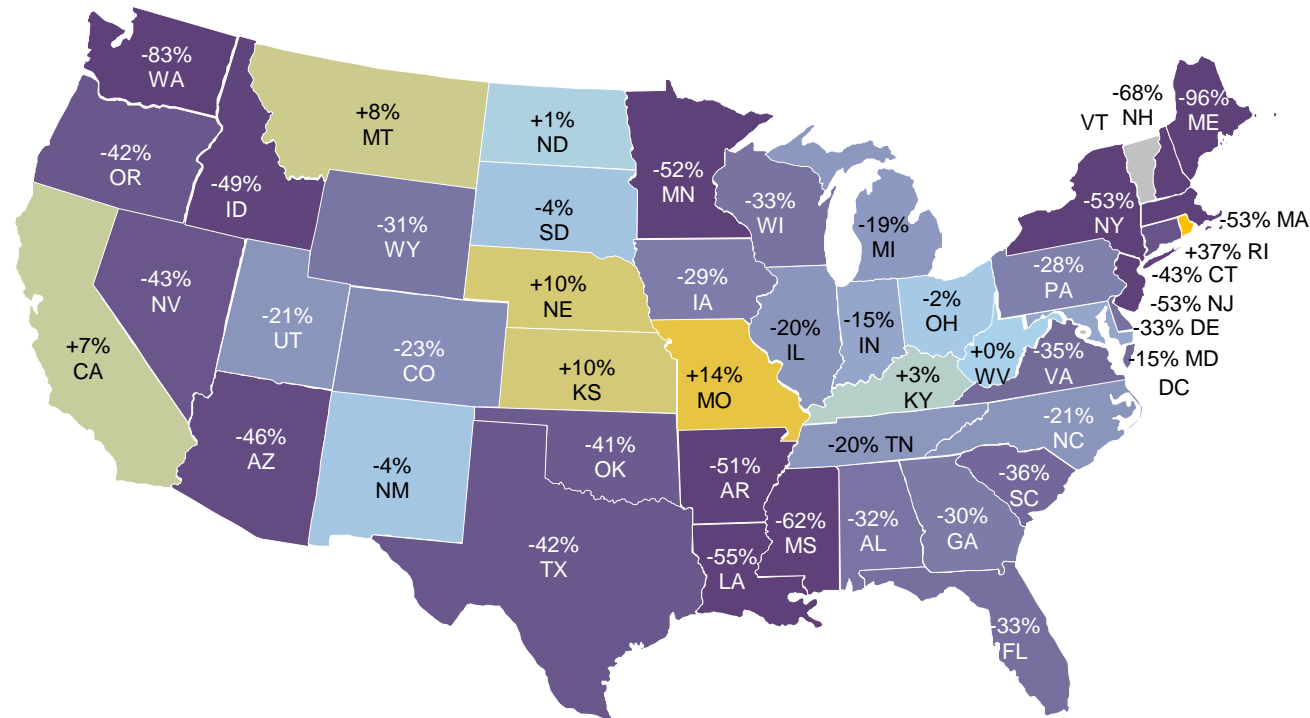 -83%
WA
-42%
OR
+7%
CA
-43%
NV
-49%
ID
+8%
MT
-31%
WY
-21%
UT
-46%
AZ
-23%
CO
-4%
NM
+1%
ND
-4%
SD
+10%
NE
+10%
KS
-41%
OK
-42%
TX
-52%
MN
-29%
IA
+14%
MO
-51%
AR
-55%
LA
-33%
WI
-20%
IL
-19%
MI
-15%
IN
-2%
OH
+3%
KY
-20% TN
-62%
MS
-32%
AL
-30%
GA
-33%
FL
-36%
SC
-21%
NC
-35%
VA
+0%
WV
-28%
PA
-53%
NY
VT
-68%
NH
-96%
ME
-53% MA
+37% RI
-43% CT
-53% NJ
-33% DE
-15% MD
DC